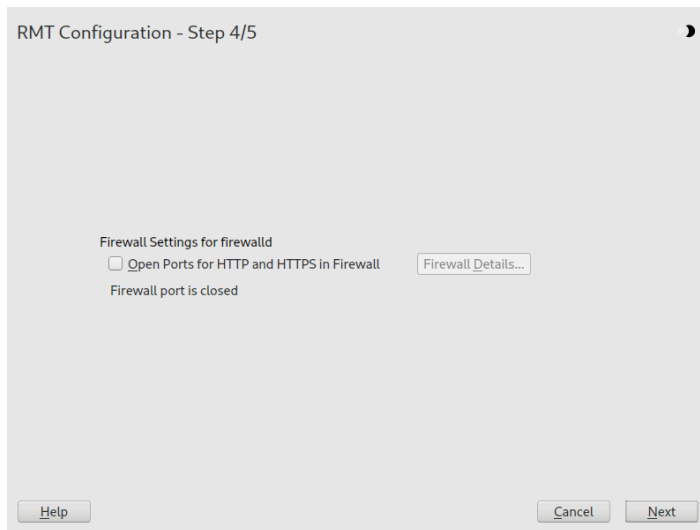 RMT Configuration - Step 4/5
Firewall Settings for firewalld
Open Ports for HTTP and HTTPS in Firewall
Firewall Details...
Firewall port is closed
Help
Cancel
Next